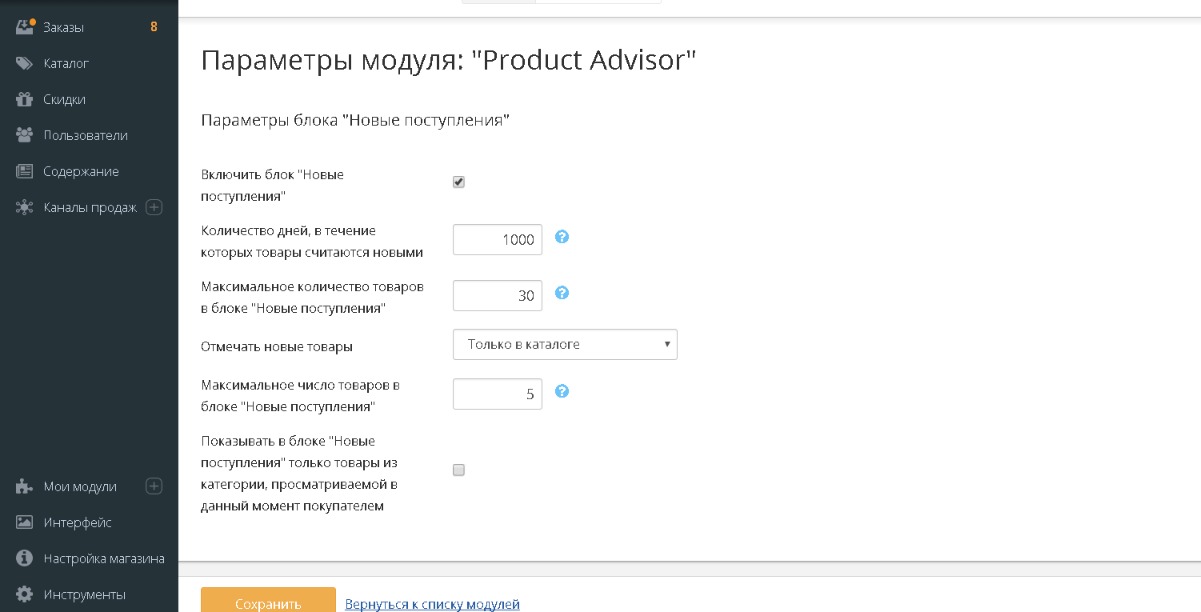 Заказы 8
Каталог
Скидки
Пользователи
Содержание
Каналы продаж
Мои модули
Интерфейс
Настройка магазина
Инструменты
Параметры модуля: "Product Advisor"
Параметры блока "Новые поступления"
Включить блок "Новые
поступления"
Количество дней, в течение
которых товары считаются новыми
1000
Максимальное количество товаров
в блоке "Новые поступления"
30
Отмечать новые товары
Только в каталоге
Максимальное число товаров в
блоке "Новые поступления"
5
Показывать в блоке "Новые
поступления" только товары из
категории, просматриваемой в
данный момент покупателем
Сохранить Вернуться к списку модулей